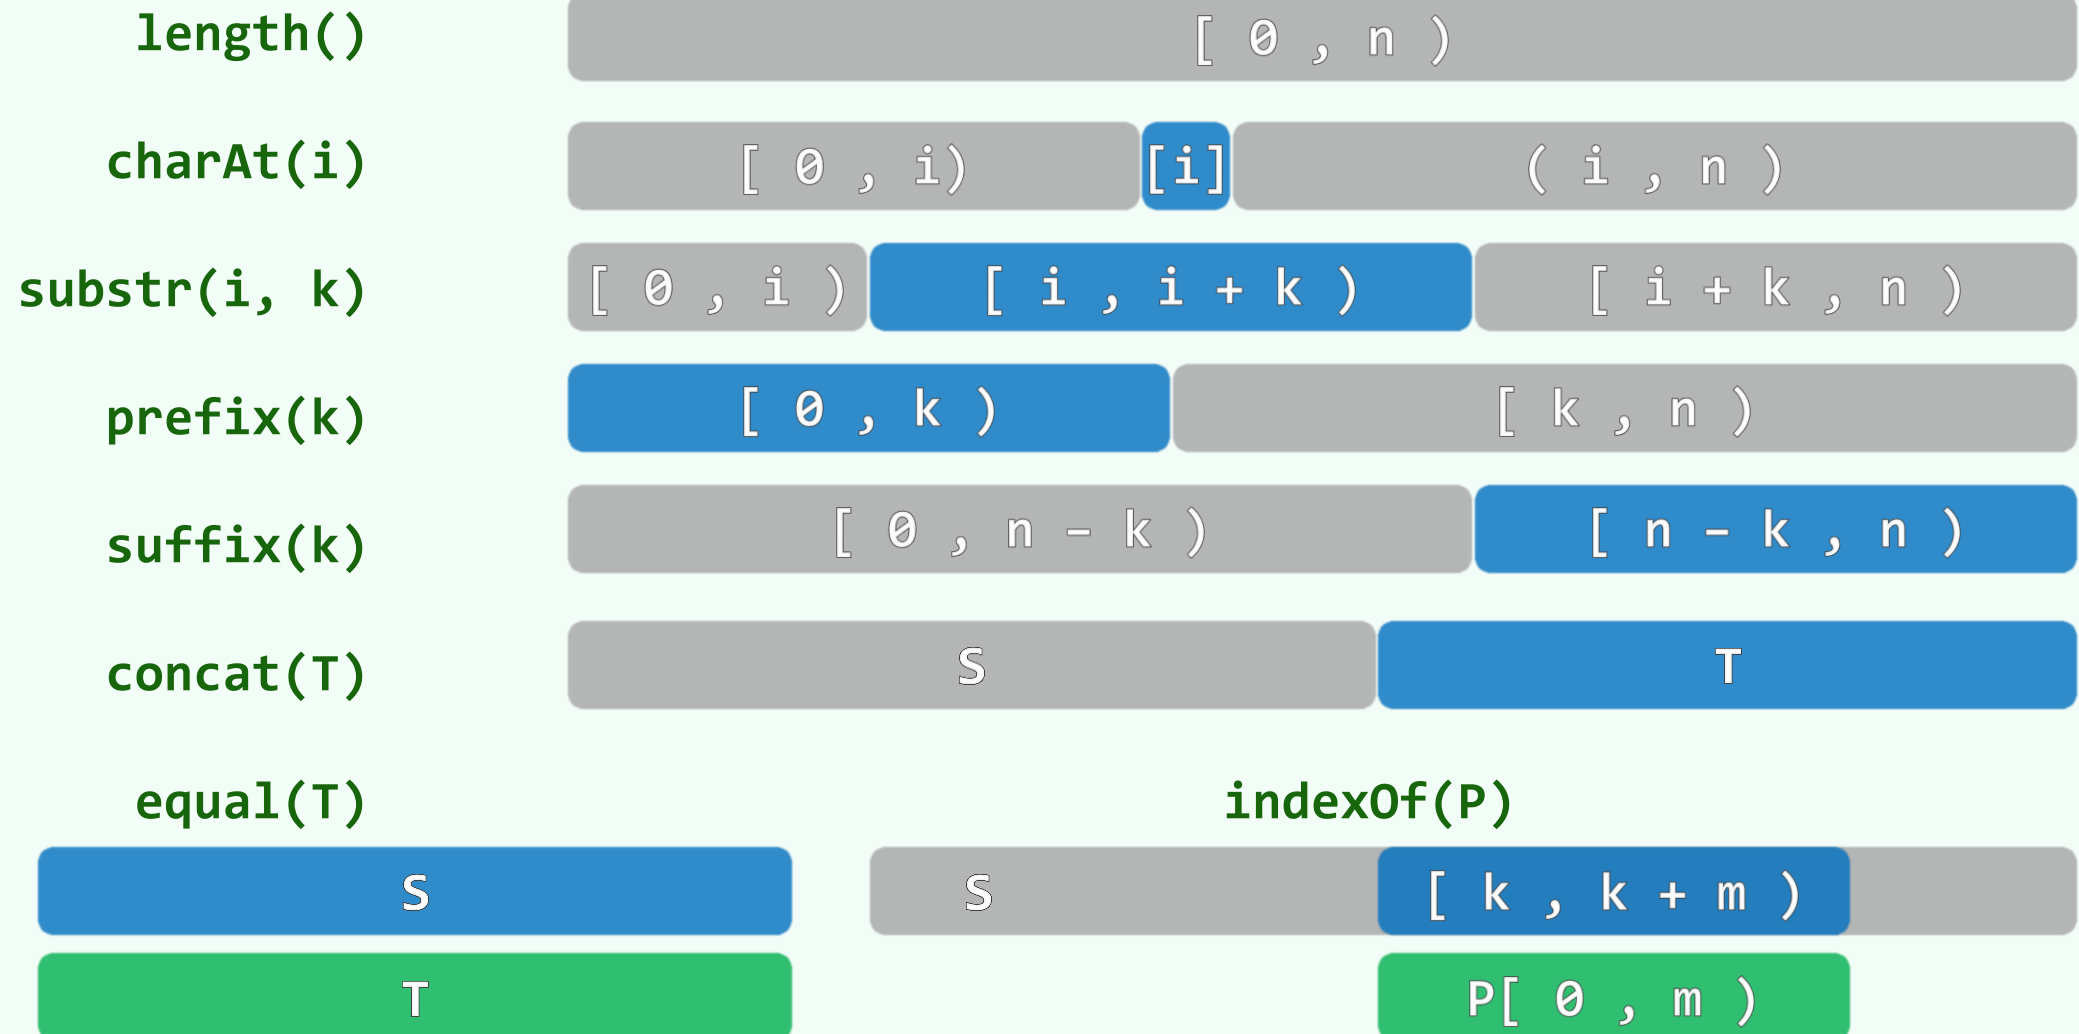 length() [ 0 , n )
charAt(i) [ 0 , i) [i] ( i , n )
substr(i, k) [ 0 , i ) [ i , i + k ) [ i + k , n )
prefix(k) [ 0 , k ) [ k , n )
suffix(k) [ 0 , n – k ) [ n – k , n )
concat(T) S T
equal(T) indexOf(P)
S S [ k , k + m )
T P[ 0 , m )